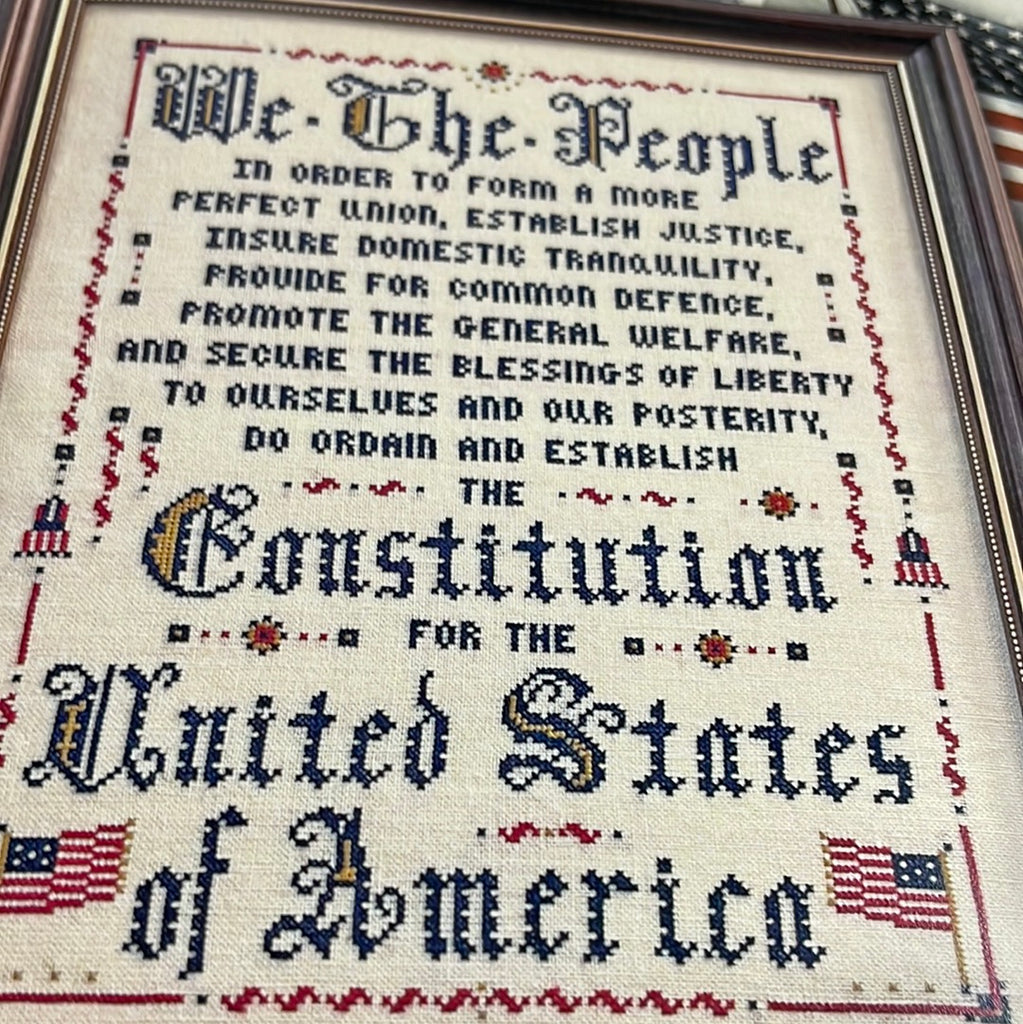 We · The · People
IN ORDER TO FORM A MORE
PERFECT UNION, ESTABLISH JUSTICE,
INSURE DOMESTIC TRANQUILITY,
PROVIDE FOR COMMON DEFENCE,
PROMOTE THE GENERAL WELFARE,
AND SECURE THE BLESSINGS OF LIBERTY
TO OURSELVES AND OUR POSTERITY,
DO ORDAIN AND ESTABLISH
THE
Constitution
FOR THE
United States
of America